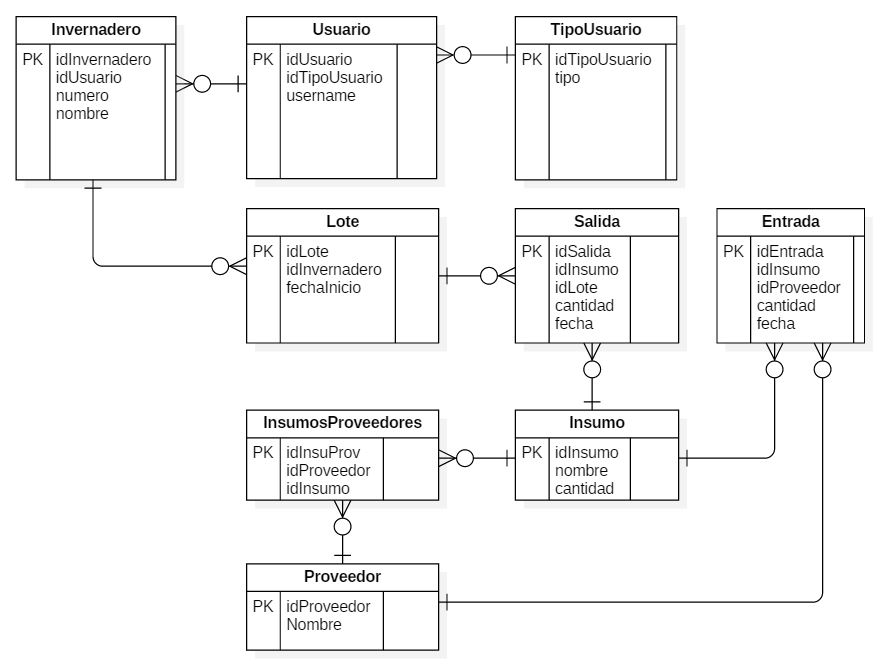 Invernadero
PK idInvernadero
idUsuario
numero
nombre
Usuario
PK idUsuario
idTipoUsuario
username
TipoUsuario
PK idTipoUsuario
tipo
Lote
PK idLote
idInvernadero
fechaInicio
Salida
PK idSalida
idInsumo
idLote
cantidad
fecha
Entrada
PK idEntrada
idInsumo
idProveedor
cantidad
fecha
InsumosProveedores
PK idInsuProv
idProveedor
idInsumo
Insumo
PK idInsumo
nombre
cantidad
Proveedor
PK idProveedor
Nombre